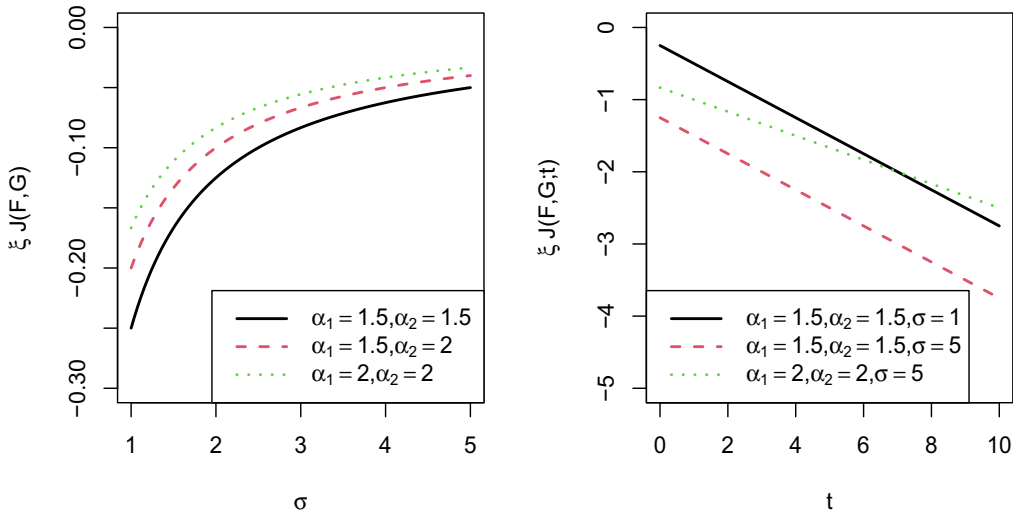 0.00
−0.10
−0.20
−0.30
ξ J(F,G)
α₁ = 1.5,α₂ = 1.5
α₁ = 1.5,α₂ = 2
α₁ = 2,α₂ = 2
1 2 3 4 5
σ
0
−1
−2
−3
−4
−5
ξ J(F,G;t)
α₁ = 1.5,α₂ = 1.5,σ = 1
α₁ = 1.5,α₂ = 1.5,σ = 5
α₁ = 2,α₂ = 2,σ = 5
0 2 4 6 8 10
t